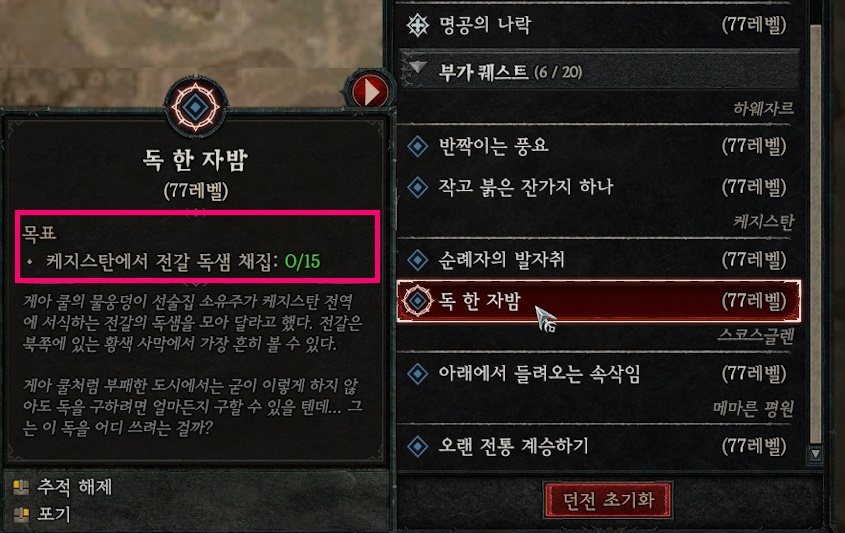 독 한 자밤
(77레벨)
목표
• 케지스탄에서 전갈 독샘 채집: 0/15
게아 쿨의 물웅덩이 선술집 소유주가 케지스탄 전역
에 서식하는 전갈의 독샘을 모아 달라고 했다. 전갈은
북쪽에 있는 황색 사막에서 가장 흔히 볼 수 있다.
게아 쿨처럼 부패한 도시에서는 굳이 이렇게 하지 않
아도 독을 구하려면 얼마든지 구할 수 있을 텐데... 그
는 이 독을 어디 쓰려는 걸까?
추적 해제
포기
명공의 나락 (77레벨)
부가 퀘스트 (6 / 20)
하웨자르
반짝이는 풍요 (77레벨)
작고 붉은 잔가지 하나 (77레벨)
케지스탄
순례자의 발자취 (77레벨)
독 한 자밤 (77레벨)
스코스글렌
아래에서 들려오는 속삭임 (77레벨)
메마른 평원
오랜 전통 계승하기 (77레벨)
던전 초기화